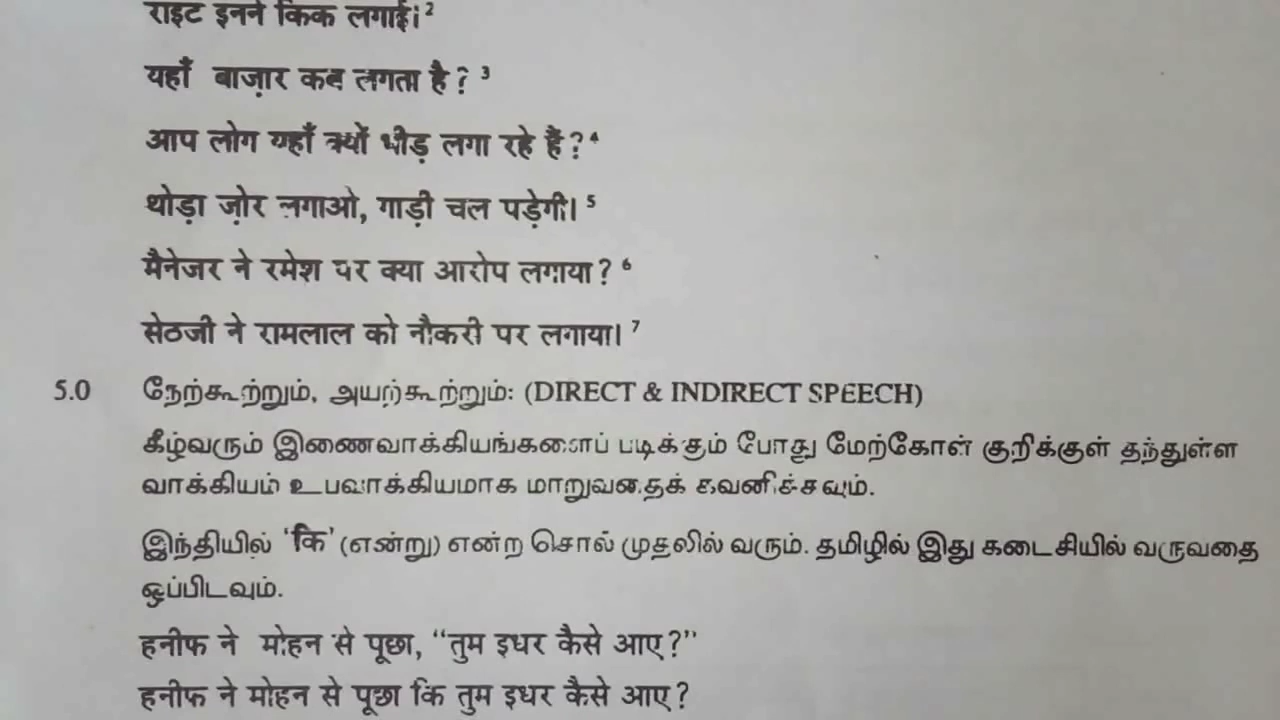 राइट इनने किक लगाई।²
यहाँ बाज़ार कब लगता है? ³
आप लोग यहाँ क्यों भीड़ लगा रहे हैं?⁴
थोड़ा ज़ोर लगाओ, गाड़ी चल पड़ेगी। ⁵
मैनेजर ने रमेश पर क्या आरोप लगाया? ⁶
सेठजी ने रामलाल को नौकरी पर लगाया। ⁷
5.0 நேற்கூற்றும், அயற்கூற்றும்: (DIRECT & INDIRECT SPEECH)
கீழ்வரும் இணைவாக்கியங்களைப் படிக்கும் போது மேற்கோள் குறிக்குள் தந்துள்ள
வாக்கியம் உபவாக்கியமாக மாறுவதைக் கவனிச்சவும்.
இந்தியில் 'कि' (என்று) என்ற சொல் முதலில் வரும். தமிழில் இது கடைசியில் வருவதை
ஒப்பிடவும்.
हनीफ ने मोहन से पूछा, "तुम इधर कैसे आए?"
हनीफ ने मोहन से पूछा कि तुम इधर कैसे आए?